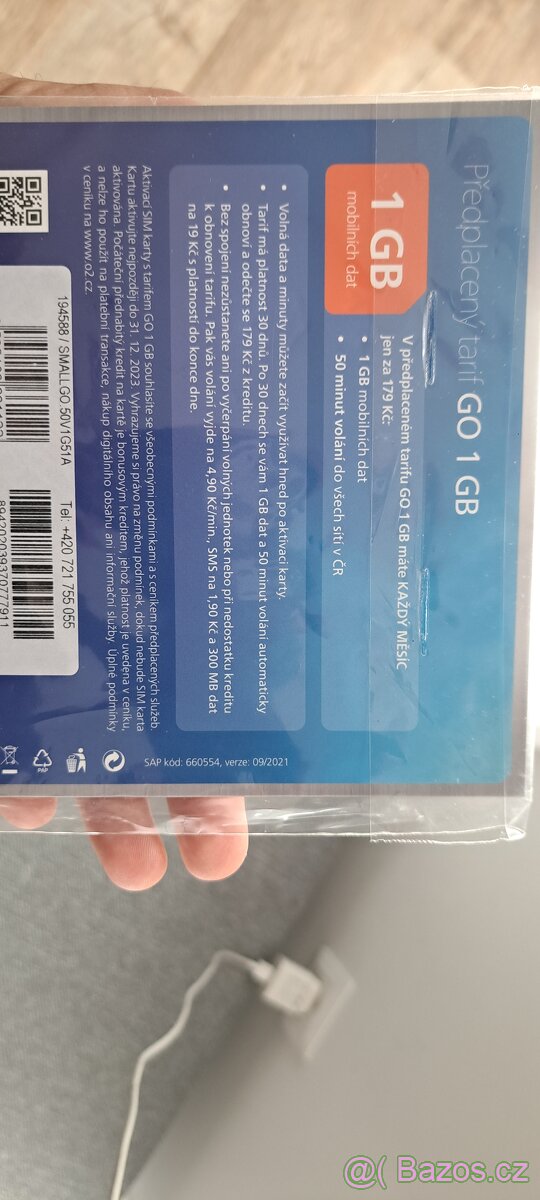 Předplacený tarif GO 1 GB
1 GB
mobilních dat
V předplaceném tarifu GO 1 GB máte KAŽDÝ MĚSÍC
jen za 179 Kč:
• 1 GB mobilních dat
• 50 minut volání do všech sítí v ČR
• Volná data a minuty můžete začít využívat hned po aktivaci karty.
• Tarif má platnost 30 dnů. Po 30 dnech se vám 1 GB dat a 50 minut volání automaticky
obnoví a odečte se 179 Kč z kreditu.
• Bez spojení nezůstanete ani po vyčerpání volných jednotek nebo při nedostatku kreditu
k obnovení tarifu. Pak vás volání vyjde na 4,90 Kč/min., SMS na 1,90 Kč a 300 MB dat
na 19 Kč s platností do konce dne.
Aktivací SIM karty s tarifem GO 1 GB souhlasíte se všeobecnými podmínkami a s ceníkem předplacených služeb.
Kartu aktivujte nejpozději do 31. 12. 2023. Vyhrazujeme si právo na změnu podmínek, dokud nebude SIM karta
aktivována. Počáteční přednabitý kredit na kartě je bonusovým kreditem, jehož platnost je uvedena v ceníku,
a nelze ho použít na platební transakce, nákup digitálního obsahu ani informační služby. Úplné podmínky
v ceníku na www.o2.cz.
SAP kód: 660554, verze: 09/2021
194588 / SMALLGO 50V1G51A
Tel: +420 721 755 055
PAP
@( Bazos.cz